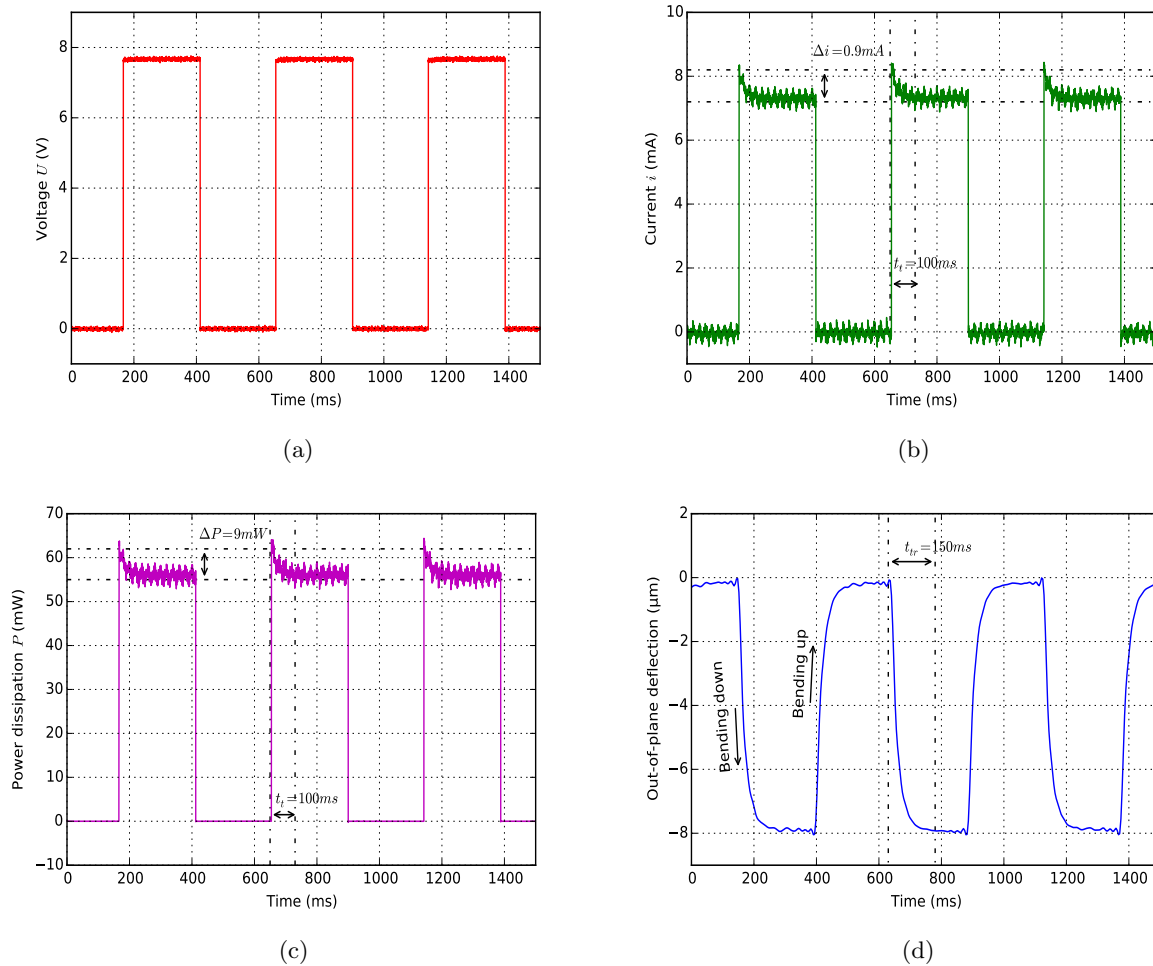 8
6
4
2
0
Voltage U (V)
0 200 400 600 800 1000 1200 1400
Time (ms)
(a)
10
8
6
4
2
0
Current i (mA)
Δi=0.9mA
t_t=100ms
0 200 400 600 800 1000 1200 1400
Time (ms)
(b)
70
60
50
40
30
20
10
0
−10
Power dissipation P (mW)
ΔP=9mW
t_t=100ms
0 200 400 600 800 1000 1200 1400
Time (ms)
(c)
2
0
−2
−4
−6
−8
Out-of-plane deflection (μm)
t_tr=150ms
Bending down
Bending up
0 200 400 600 800 1000 1200 1400
Time (ms)
(d)